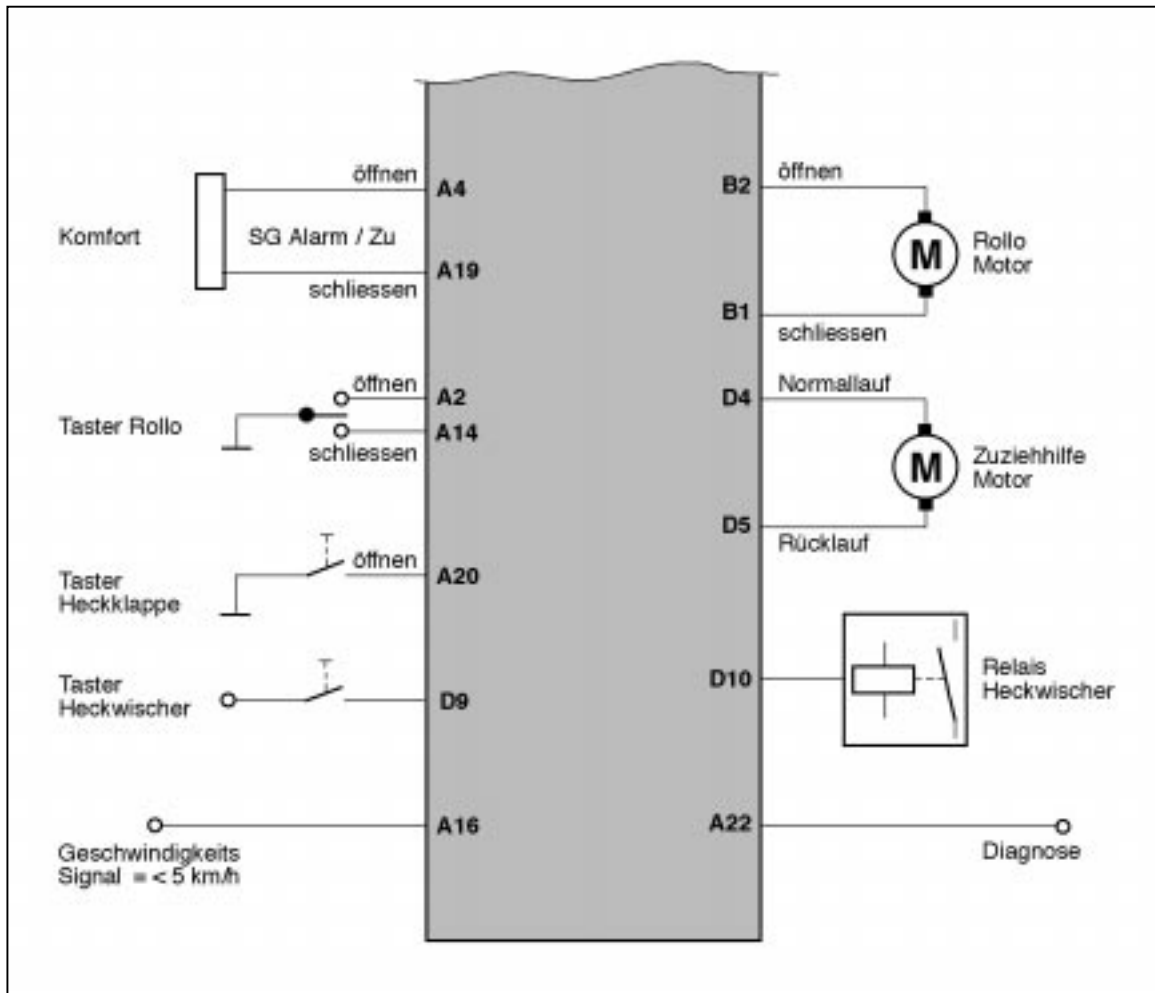 öffnen
A4
Komfort
SG Alarm / Zu
A19
schliessen
öffnen
A2
Taster Rollo
A14
schliessen
öffnen
A20
Taster
Heckklappe
Taster
Heckwischer
D9
A16
Geschwindigkeits
Signal = < 5 km/h
B2
öffnen
M
Rollo
Motor
B1
schliessen
Normallauf
D4
M
Zuziehhilfe
Motor
D5
Rücklauf
D10
Relais
Heckwischer
A22
Diagnose